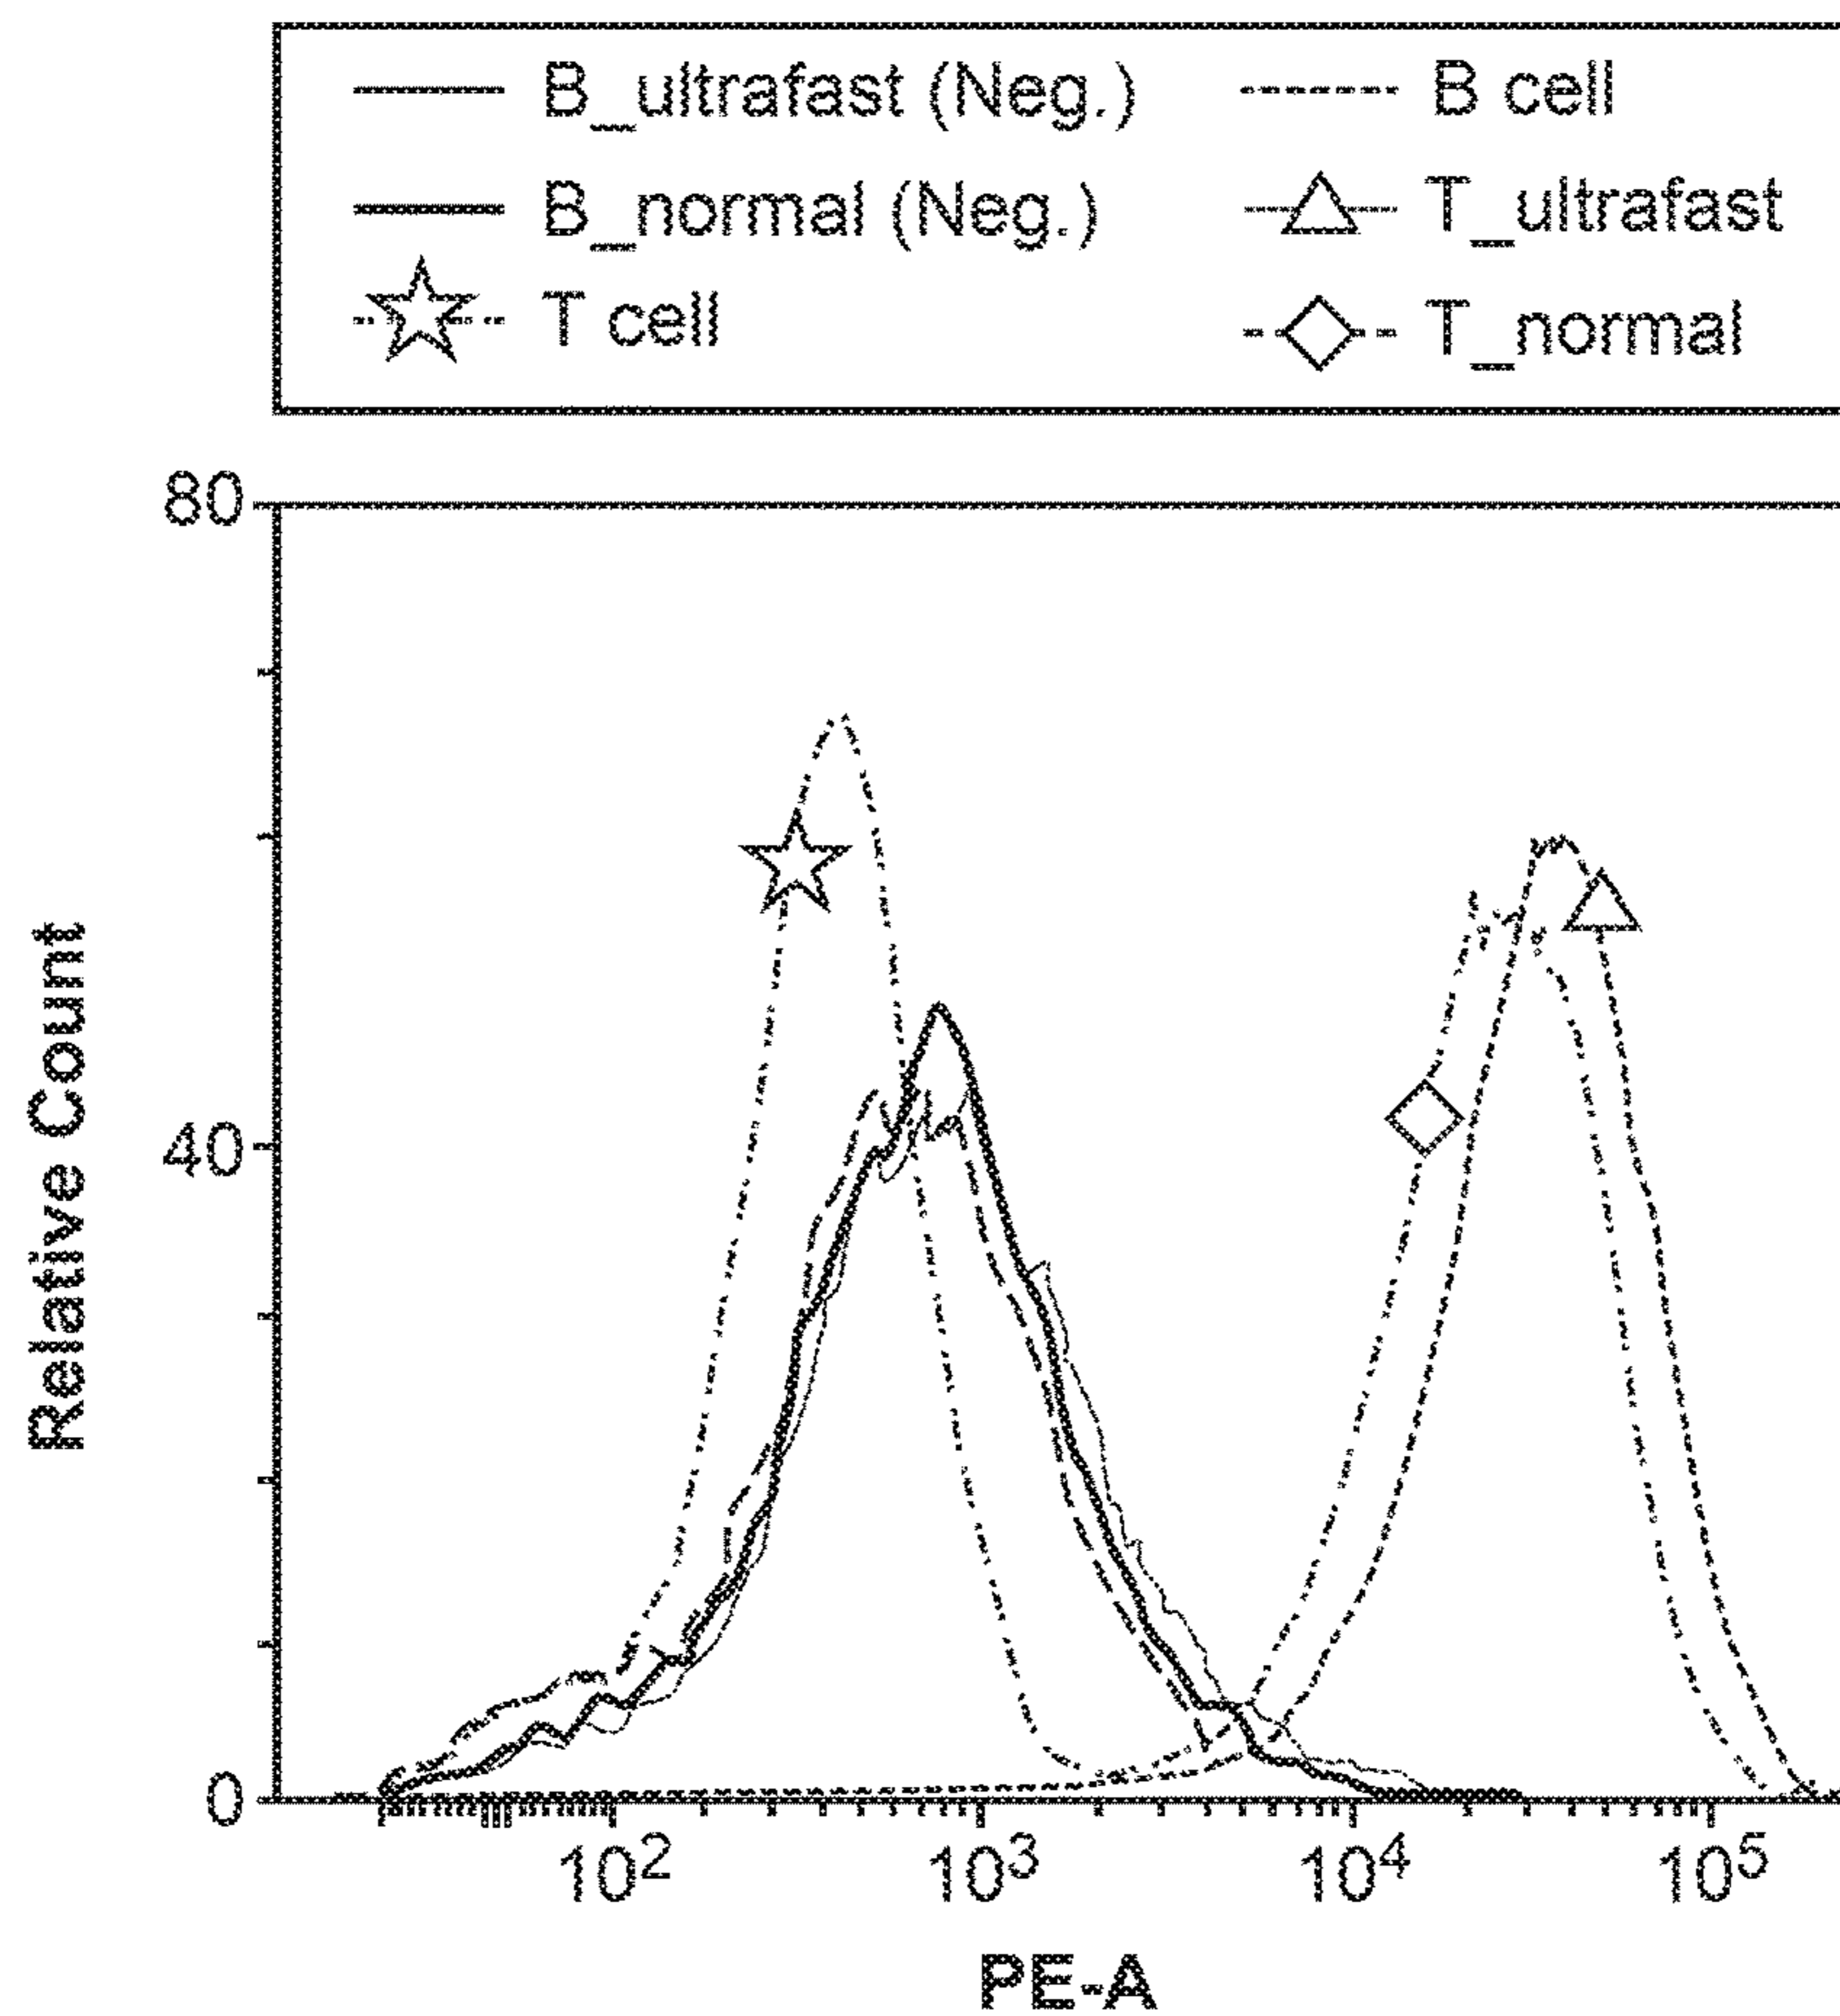 B_ultrafast (Neg.)
B cell
B_normal (Neg.)
T_ultrafast
T cell
T_normal
80
40
0
Relative Count
10²
10³
10⁴
10⁵
PE-A